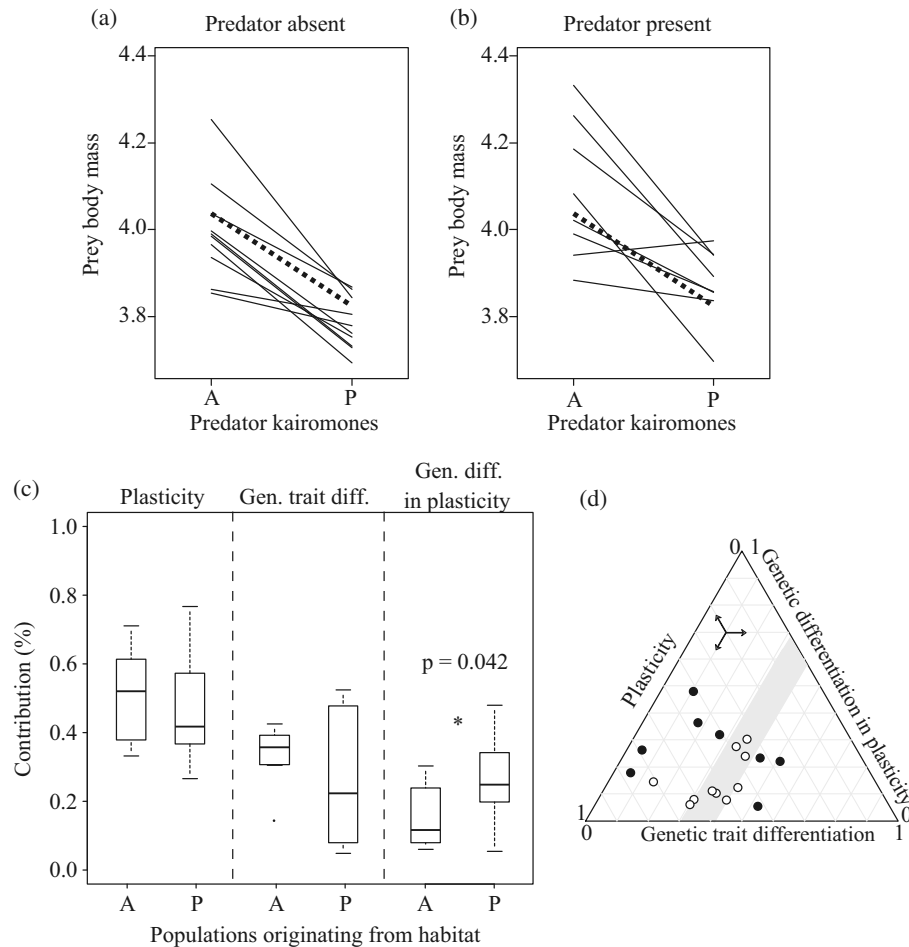 (a)
Predator absent
4.4
4.2
4.0
3.8
Prey body mass
A
P
Predator kairomones
(b)
Predator present
4.4
4.2
4.0
3.8
Prey body mass
A
P
Predator kairomones
(c)
Plasticity
Gen. trait diff.
Gen. diff.
in plasticity
1.0
0.8
0.6
0.4
0.2
0.0
Contribution (%)
p = 0.042
*
A
P
A
P
A
P
Populations originating from habitat
(d)
0
1
Plasticity
Genetic differentiation in plasticity
1
0
0
1
Genetic trait differentiation